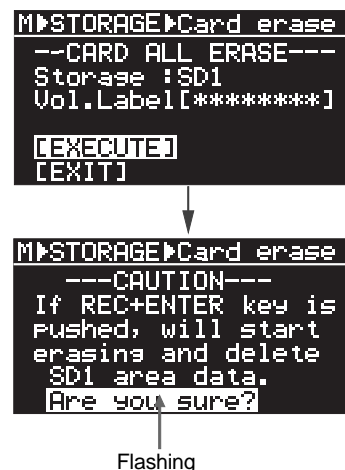 M▶STORAGE▶Card erase
--CARD ALL ERASE---
Storage :SD1
Vol.Label[********]
[EXECUTE]
[EXIT]
M▶STORAGE▶Card erase
---CAUTION---
If REC+ENTER key is
pushed, will start
erasing and delete
SD1 area data.
Are you sure?
Flashing